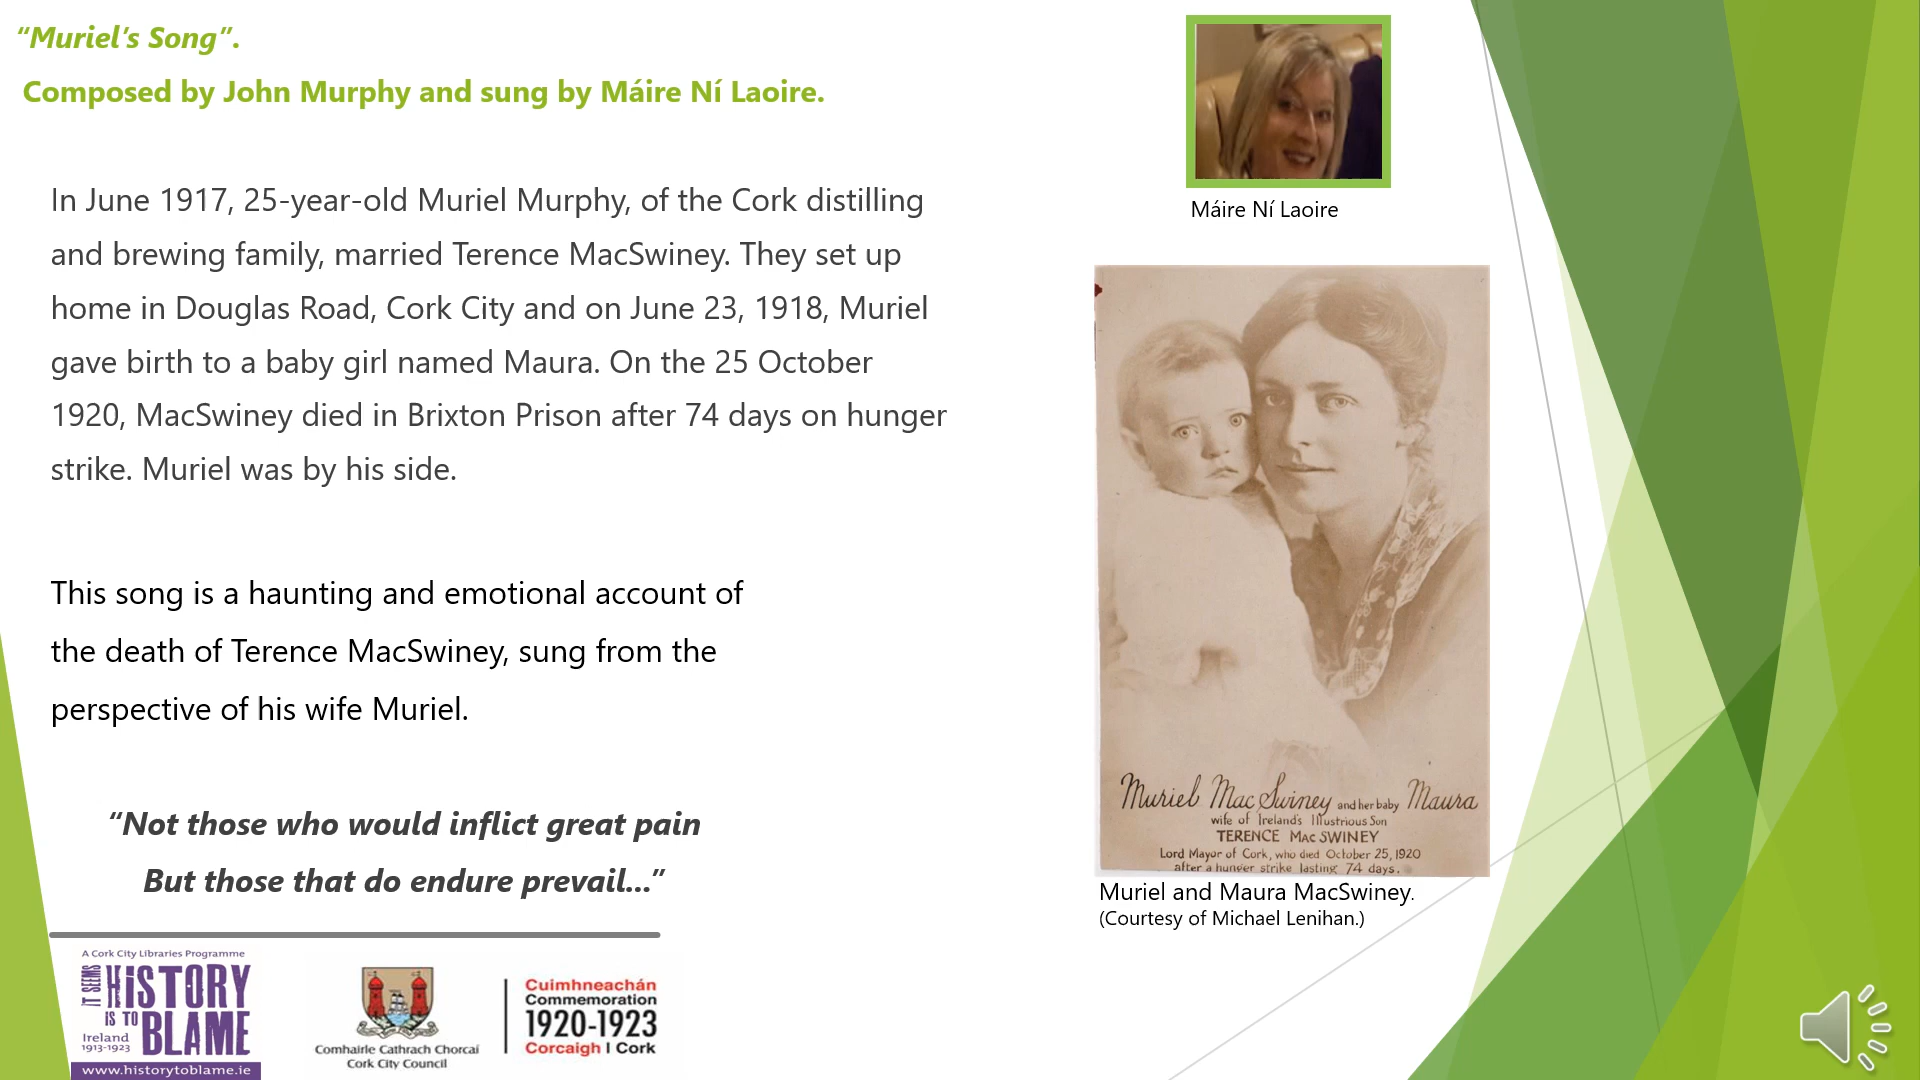 “Muriel’s Song”.
Composed by John Murphy and sung by Máire Ní Laoire.
In June 1917, 25-year-old Muriel Murphy, of the Cork distilling
and brewing family, married Terence MacSwiney. They set up
home in Douglas Road, Cork City and on June 23, 1918, Muriel
gave birth to a baby girl named Maura. On the 25 October
1920, MacSwiney died in Brixton Prison after 74 days on hunger
strike. Muriel was by his side.
This song is a haunting and emotional account of
the death of Terence MacSwiney, sung from the
perspective of his wife Muriel.
“Not those who would inflict great pain
But those that do endure prevail...”
A Cork City Libraries Programme
IT SEEMS
HiSTORY
IS TO
BLAME
Ireland
1913-1923
www.historytoblame.ie
Comhairle Cathrach Chorcaí
Cork City Council
Cuimhneachán
Commemoration
1920-1923
Corcaigh | Cork
Máire Ní Laoire
Muriel MacSwiney and her baby Maura
wife of Ireland's Illustrious Son
TERENCE MAC SWINEY
Lord Mayor of Cork, who died October 25, 1920
after a hunger strike lasting 74 days.
Muriel and Maura MacSwiney.
(Courtesy of Michael Lenihan.)